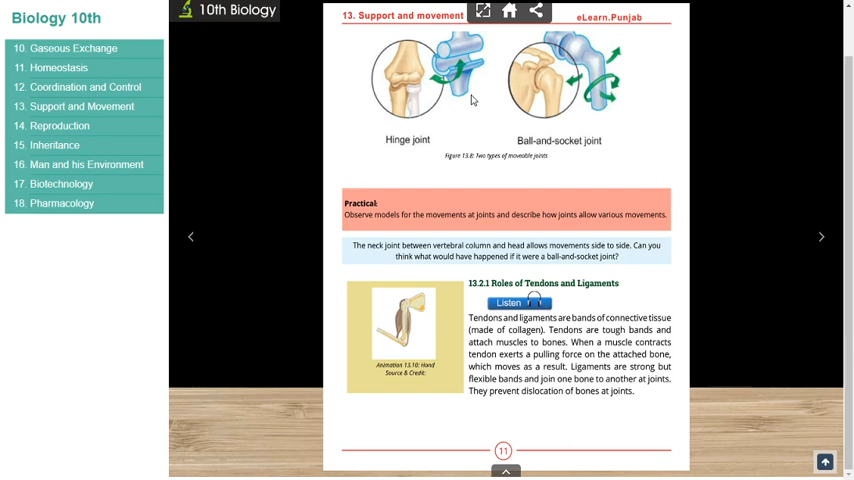 Biology 10th
10. Gaseous Exchange
11. Homeostasis
12. Coordination and Control
13. Support and Movement
14. Reproduction
15. Inheritance
16. Man and his Environment
17. Biotechnology
18. Pharmacology
10th Biology
13. Support and movement
eLearn.Punjab
Hinge joint
Ball-and-socket joint
Figure 13.8: Two types of moveable joints
Practical:
Observe models for the movements at joints and describe how joints allow various movements.
The neck joint between vertebral column and head allows movements side to side. Can you
think what would have happened if it were a ball-and-socket joint?
13.2.1 Roles of Tendons and Ligaments
Listen
Tendons and ligaments are bands of connective tissue
(made of collagen). Tendons are tough bands and
attach muscles to bones. When a muscle contracts
tendon exerts a pulling force on the attached bone,
which moves as a result. Ligaments are strong but
flexible bands and join one bone to another at joints.
They prevent dislocation of bones at joints.
Animation 13.10: Hond
Source & Credit:
11